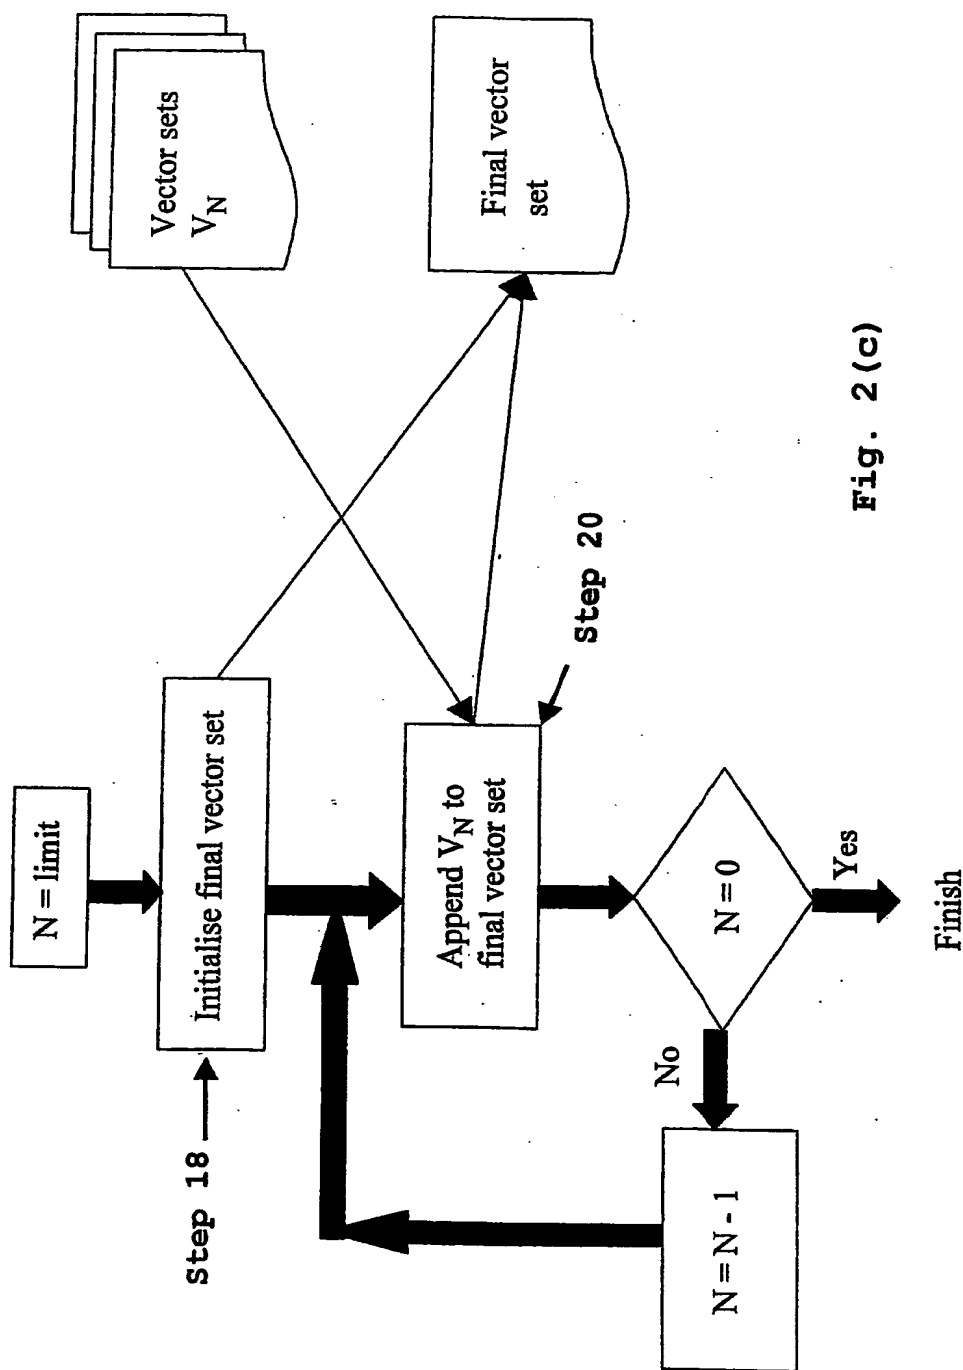 N = limit
Step 18
Initialise final vector set
Append V_N to
final vector set
Step 20
N = 0
No
Yes
N = N - 1
Finish
Vector sets
V_N
Final vector
set
Fig. 2(c)